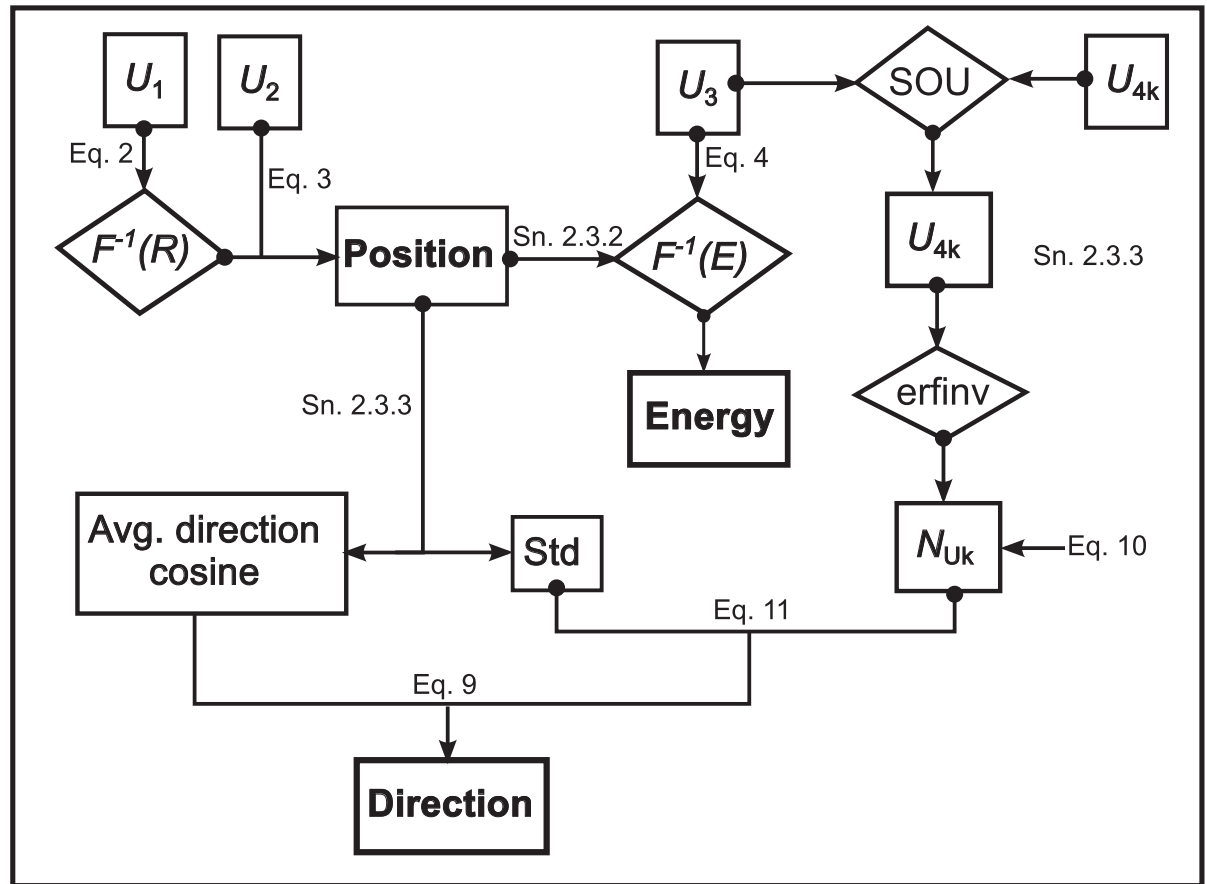 U1
U2
U3
SOU
U4k
Eq. 2
Eq. 3
Eq. 4
F-1(R)
Position
Sn. 2.3.2
F-1(E)
U4k
Sn. 2.3.3
Energy
erfinv
Sn. 2.3.3
Avg. direction
cosine
Std
NUk
Eq. 10
Eq. 11
Eq. 9
Direction